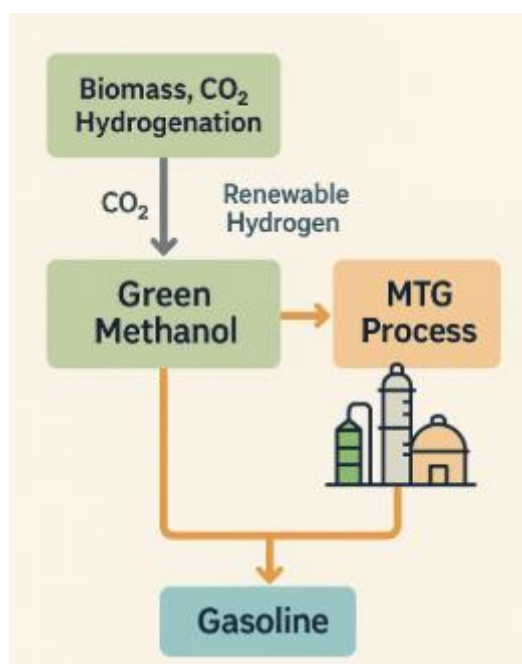 Biomass, CO₂
Hydrogenation
CO₂
Renewable
Hydrogen
Green
Methanol
MTG
Process
Gasoline